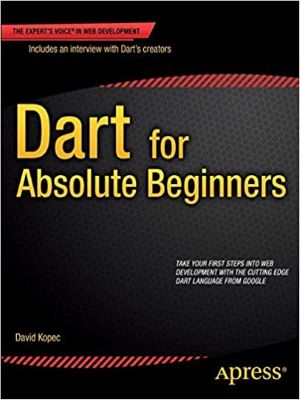 THE EXPERT'S VOICE® IN WEB DEVELOPMENT
Includes an interview with Dart's creators
Dart for
Absolute Beginners
TAKE YOUR FIRST STEPS INTO WEB
DEVELOPMENT WITH THE CUTTING EDGE
DART LANGUAGE FROM GOOGLE
David Kopec
Apress®